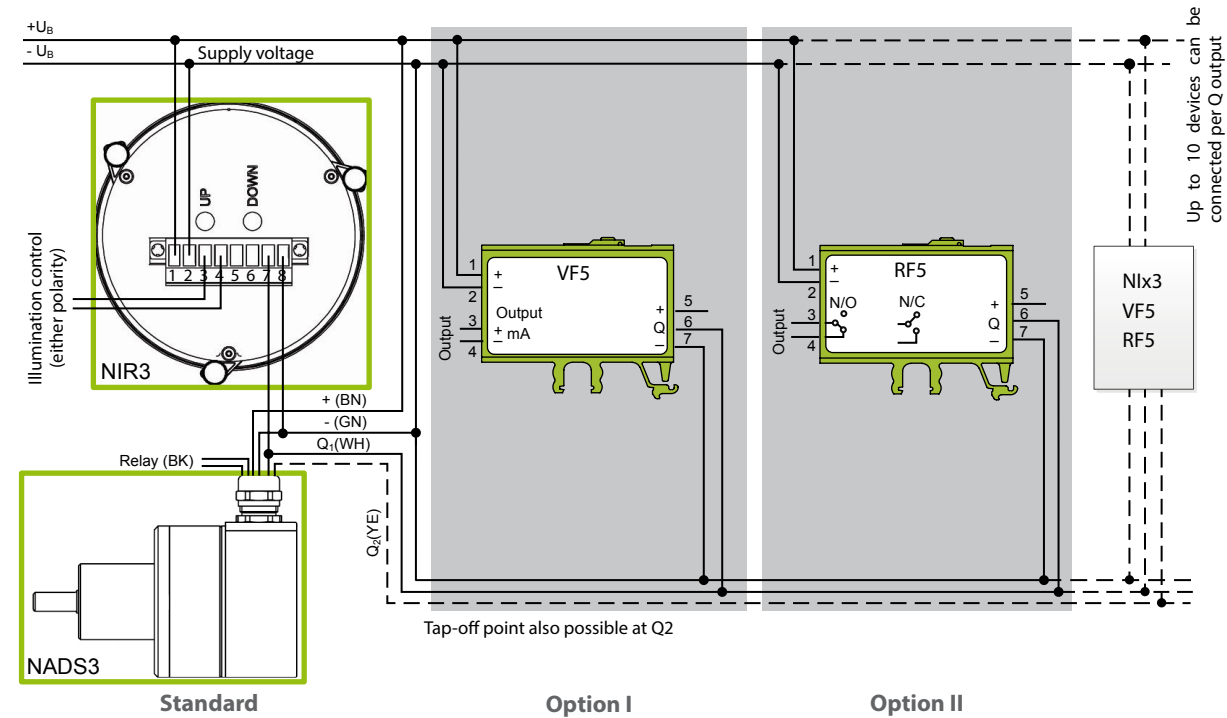 +U_B
- U_B
Supply voltage
Up to 10 devices can be
connected per Q output
UP
DOWN
1 2 3 4 5 6 7 8
Illumination control
(either polarity)
NIR3
+ (BN)
- (GN)
Q₁(WH)
Relay (BK)
Q₂(YE)
NADS3
VF5
1
+
–
2
Output
Output
3
+ mA
–
4
+
5
Q
6
–
7
RF5
1
+
–
2
N/O
N/C
Output
3
4
+
5
Q
6
–
7
NIx3
VF5
RF5
Tap-off point also possible at Q2
Standard
Option I
Option II